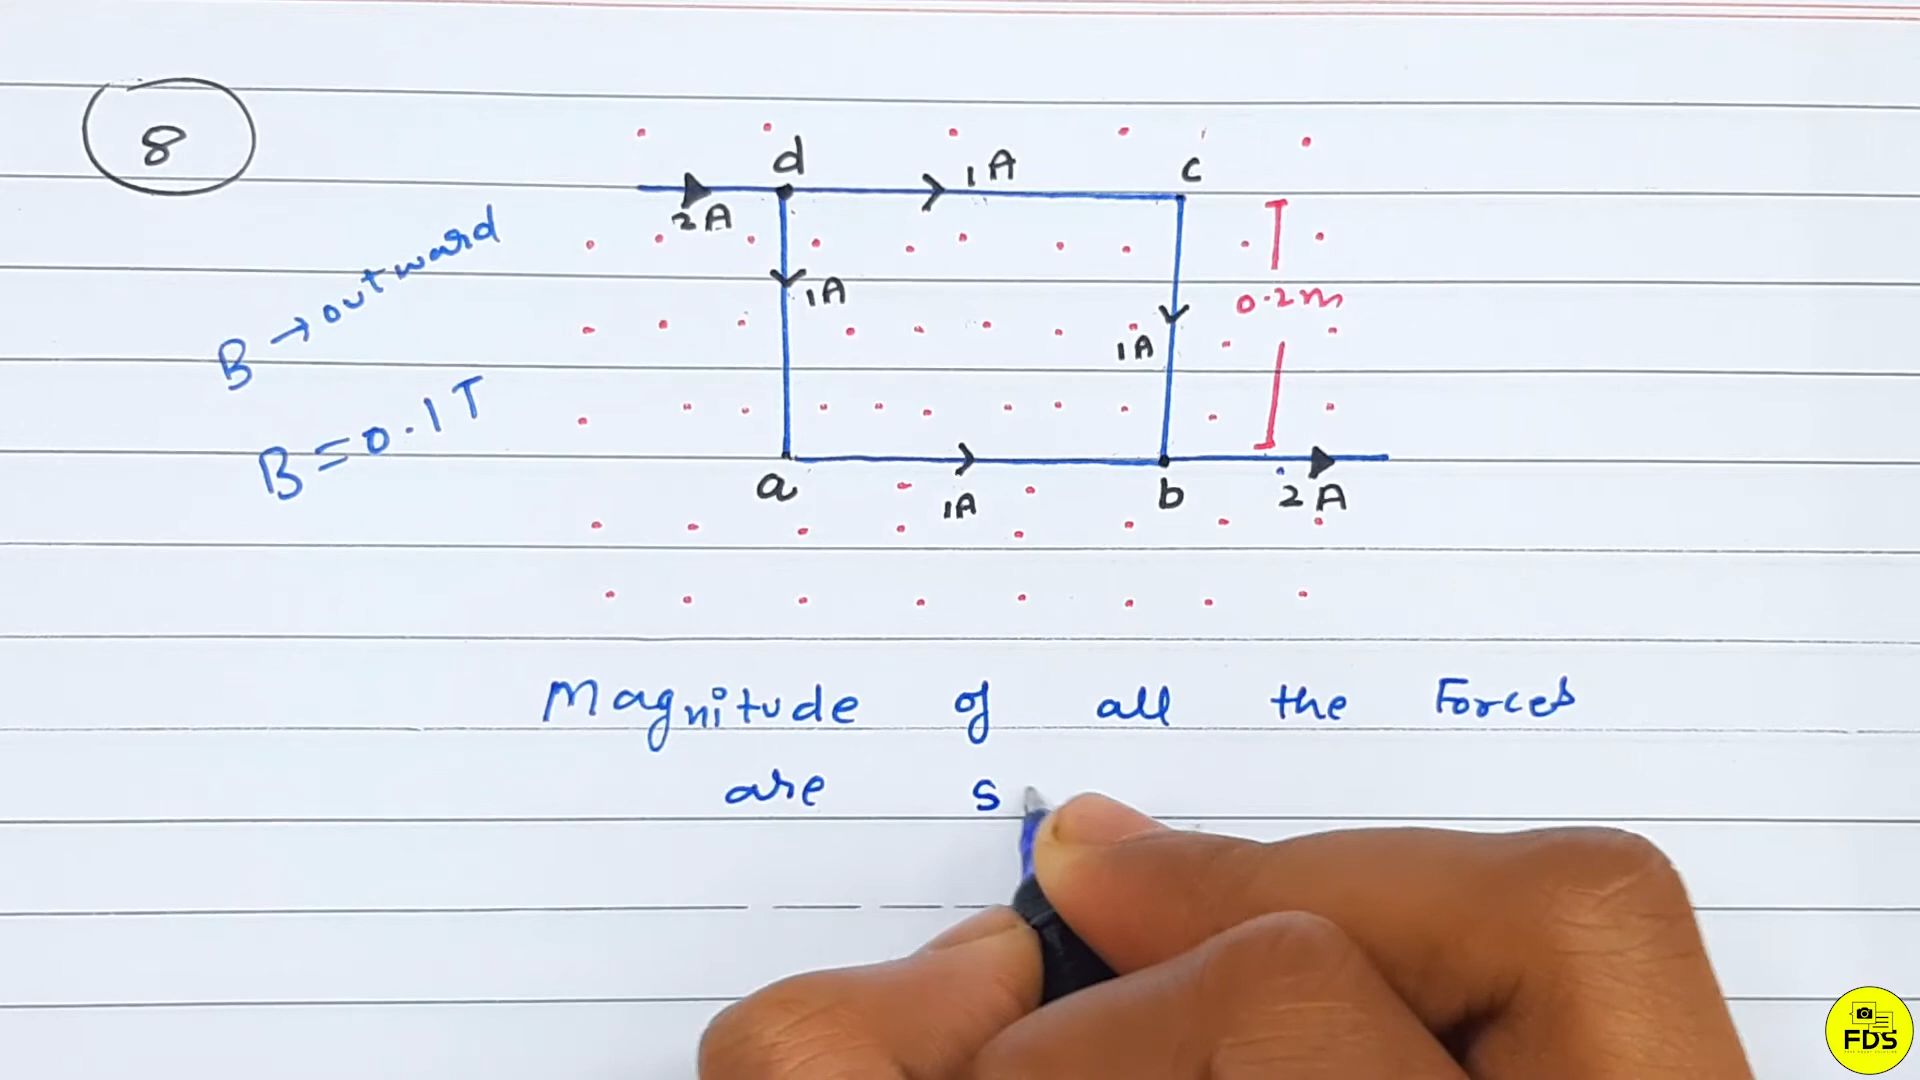 8
d
1A
c
2A
B → outward
1A
0.2m
1A
B = 0.1T
a
1A
b
2A
Magnitude of all the Forces
are s
FDS